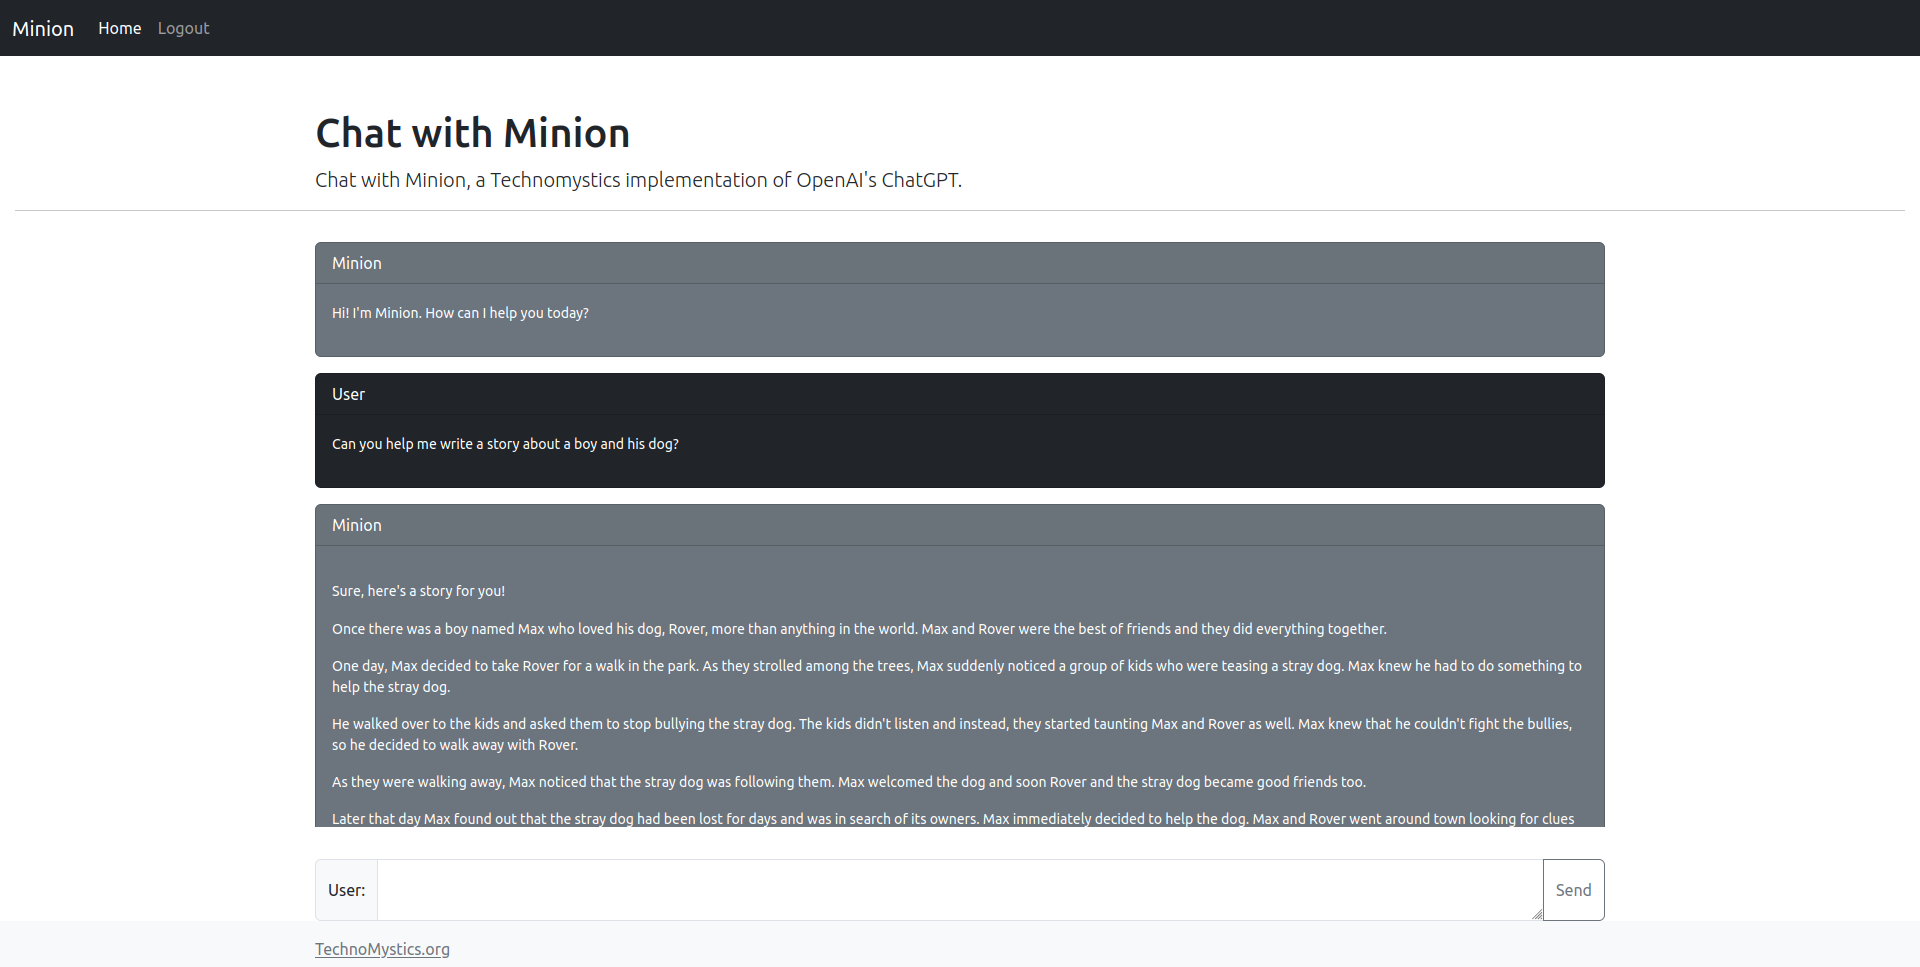 Minion Home Logout
Chat with Minion
Chat with Minion, a Technomystics implementation of OpenAI's ChatGPT.
Minion
Hi! I'm Minion. How can I help you today?
User
Can you help me write a story about a boy and his dog?
Minion
Sure, here's a story for you!
Once there was a boy named Max who loved his dog, Rover, more than anything in the world. Max and Rover were the best of friends and they did everything together.
One day, Max decided to take Rover for a walk in the park. As they strolled among the trees, Max suddenly noticed a group of kids who were teasing a stray dog. Max knew he had to do something to
help the stray dog.
He walked over to the kids and asked them to stop bullying the stray dog. The kids didn't listen and instead, they started taunting Max and Rover as well. Max knew that he couldn't fight the bullies,
so he decided to walk away with Rover.
As they were walking away, Max noticed that the stray dog was following them. Max welcomed the dog and soon Rover and the stray dog became good friends too.
Later that day Max found out that the stray dog had been lost for days and was in search of its owners. Max immediately decided to help the dog. Max and Rover went around town looking for clues
User:
Send
TechnoMystics.org